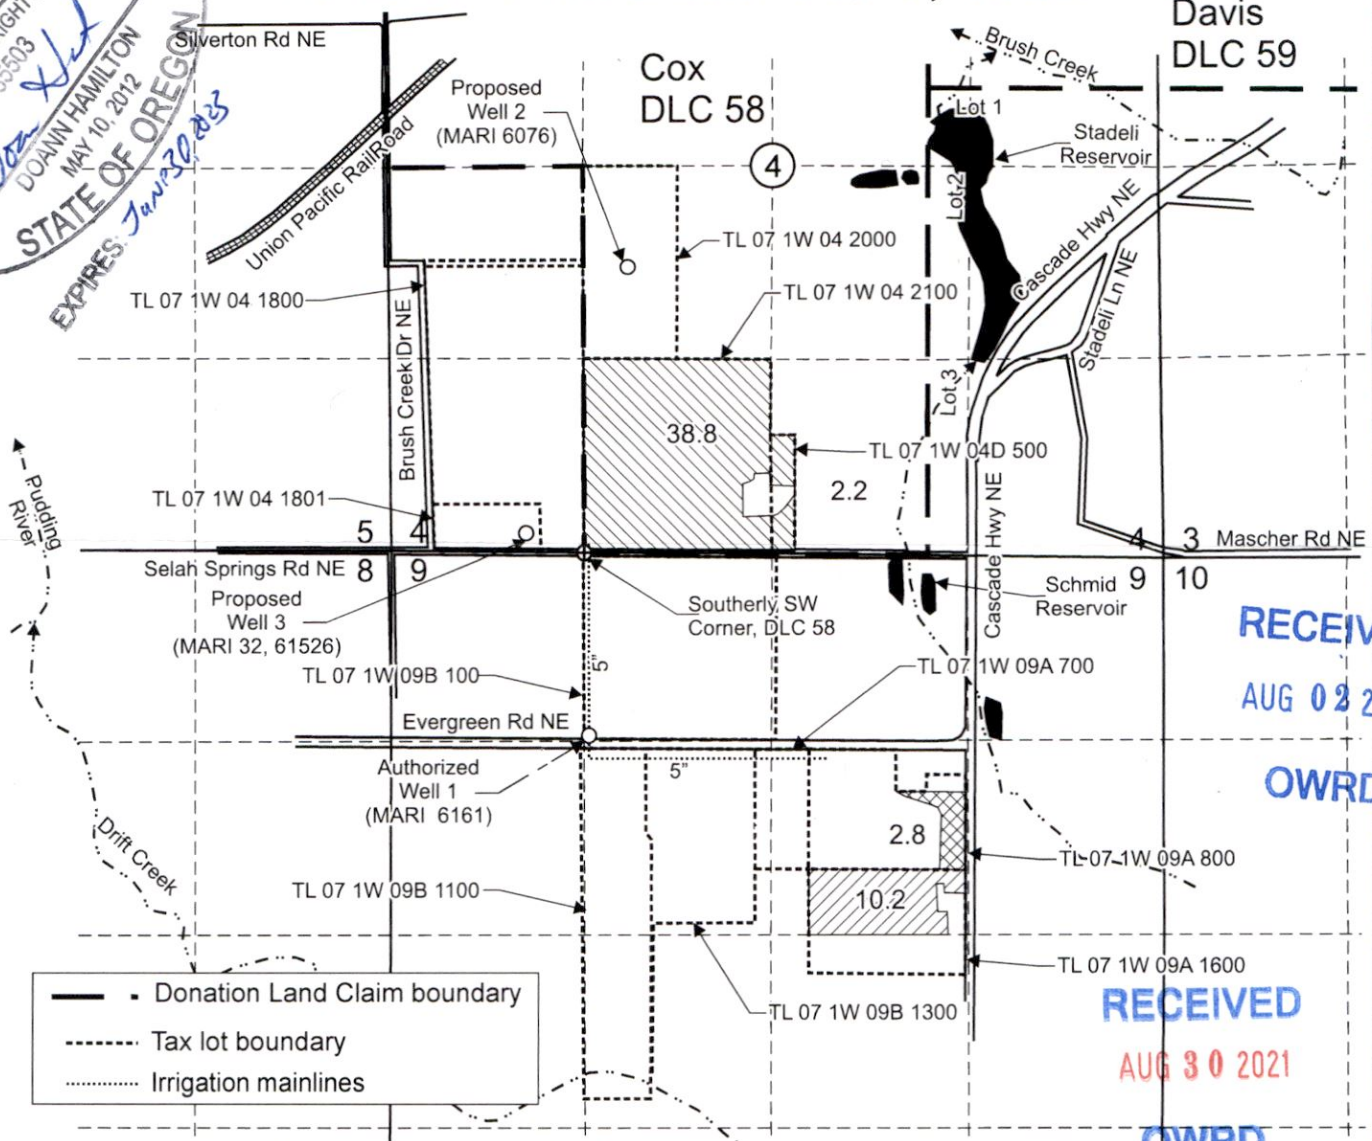 RIGHT
65503
DOANN HAMILTON
MAY 10, 2012
STATE OF OREGON
EXPIRES: Jun 30, 2023
Silverton Rd NE
Union Pacific RailRoad
Proposed
Well 2
(MARI 6076)
Cox
DLC 58
4
Davis
DLC 59
Brush Creek
Lot 1
Stadeli
Reservoir
Lot 2
TL 07 1W 04 2000
TL 07 1W 04 2100
TL 07 1W 04 1800
Brush Creek Dr NE
Cascade Hwy NE
Stadeli Ln NE
Lot 3
38.8
TL 07 1W 04D 500
2.2
Pudding
River
TL 07 1W 04 1801
5 4
8 9
Cascade Hwy NE
4 3
9 10
Mascher Rd NE
Selah Springs Rd NE
Proposed
Well 3
(MARI 32, 61526)
Southerly SW
Corner, DLC 58
Schmid
Reservoir
RECEIV
AUG 02 2
OWRD
5"
TL 07 1W 09B 100
TL 07 1W 09A 700
Evergreen Rd NE
Authorized
Well 1
(MARI 6161)
5"
Drift Creek
2.8
TL 07 1W 09A 800
TL 07 1W 09B 1100
10.2
TL 07 1W 09A 1600
TL 07 1W 09B 1300
Donation Land Claim boundary
Tax lot boundary
Irrigation mainlines
RECEIVED
AUG 30 2021
OWRD